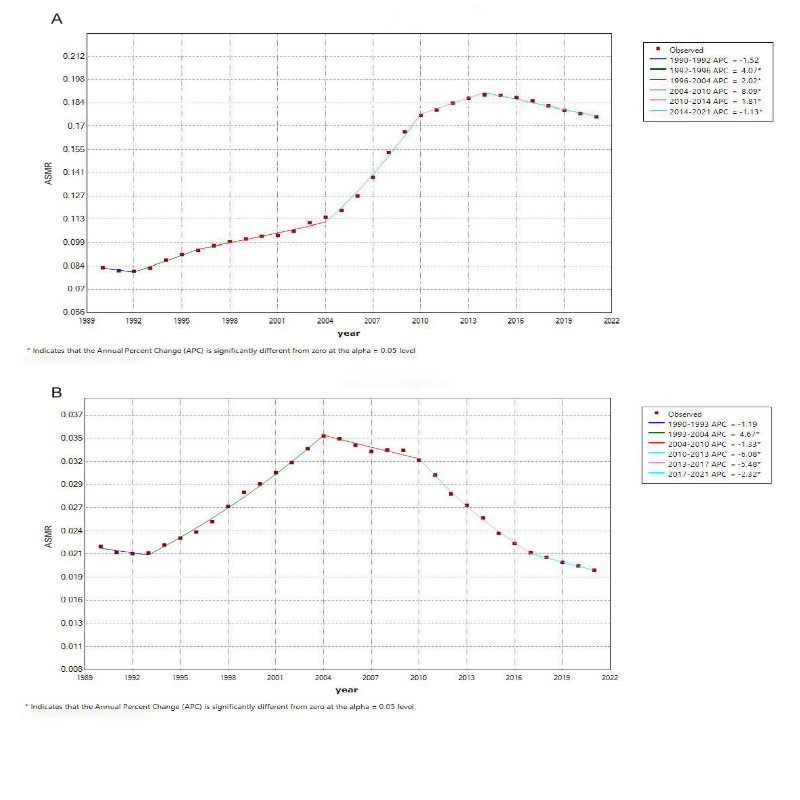 A
0.212
0.198
0.184
0.17
0.155
0.141
0.127
0.113
0.099
0.084
0.07
0.056
ASMR
1989 1992 1995 1998 2001 2004 2007 2010 2013 2016 2019 2022
year
Observed
1990-1992 APC = -1.52
1992-1996 APC = 4.07*
1996-2004 APC = 2.02*
2004-2010 APC = 8.09*
2010-2014 APC = 1.81*
2014-2021 APC = -1.13*
* Indicates that the Annual Percent Change (APC) is significantly different from zero at the alpha = 0.05 level
B
0.037
0.035
0.032
0.029
0.027
0.024
0.021
0.019
0.016
0.013
0.011
0.008
ASMR
1989 1992 1995 1998 2001 2004 2007 2010 2013 2016 2019 2022
year
Observed
1990-1993 APC = -1.19
1993-2004 APC = 4.67*
2004-2010 APC = -1.33*
2010-2013 APC = -6.08*
2013-2017 APC = -5.48*
2017-2021 APC = -2.32*
* Indicates that the Annual Percent Change (APC) is significantly different from zero at the alpha = 0.05 level